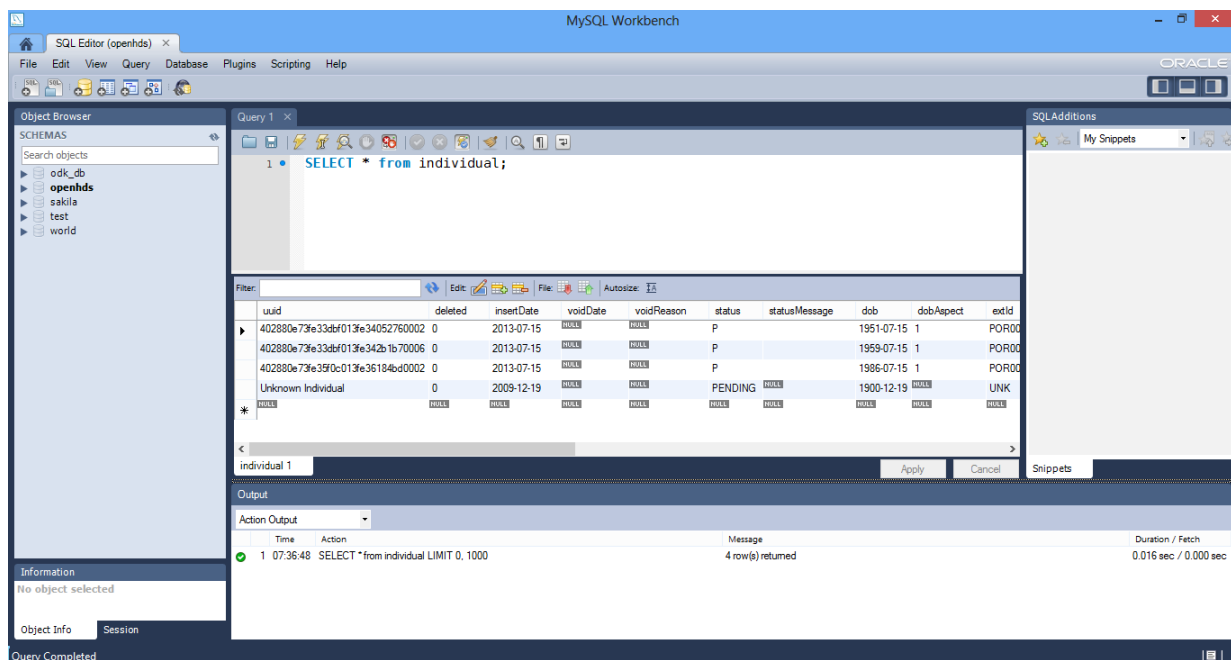 MySQL Workbench
SQL Editor (openhds)
File Edit View Query Database Plugins Scripting Help
ORACLE
Object Browser
SCHEMAS
Search objects
odk_db
openhds
sakila
test
world
Query 1
1 SELECT * from individual;
Filter: Edit: File: Autosize:
uuid deleted insertDate voidDate voidReason status statusMessage dob dobAspect extId
402880e73fe33dbf013fe34052760002 0 2013-07-15 NULL NULL P 1951-07-15 1 POR00
402880e73fe33dbf013fe342b1b70006 0 2013-07-15 NULL NULL P 1959-07-15 1 POR00
402880e73fe35f0c013fe36184bd0002 0 2013-07-15 NULL NULL P 1986-07-15 1 POR00
Unknown Individual 0 2009-12-19 NULL NULL PENDING NULL 1900-12-19 NULL UNK
NULL NULL NULL NULL NULL NULL NULL NULL NULL NULL
individual 1
Apply Cancel
SQLAdditions
My Snippets
Snippets
Output
Action Output
Time Action Message Duration / Fetch
1 07:36:48 SELECT * from individual LIMIT 0, 1000 4 row(s) returned 0.016 sec / 0.000 sec
Information
No object selected
Object Info Session
Query Completed